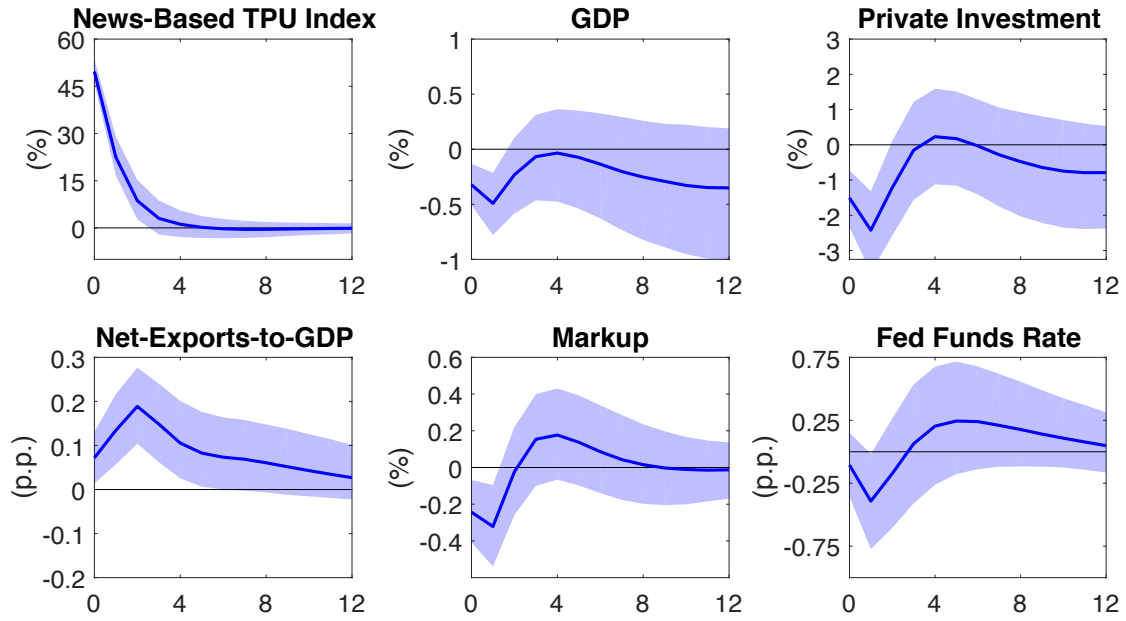 News-Based TPU Index
60
45
30
15
0
(%)
0 4 8 12
GDP
1
0.5
0
-0.5
-1
(%)
0 4 8 12
Private Investment
3
2
1
0
-1
-2
-3
(%)
0 4 8 12
Net-Exports-to-GDP
0.3
0.2
0.1
0
-0.1
-0.2
(p.p.)
0 4 8 12
Markup
0.6
0.4
0.2
0
-0.2
-0.4
(%)
0 4 8 12
Fed Funds Rate
0.75
0.25
-0.25
-0.75
(p.p.)
0 4 8 12